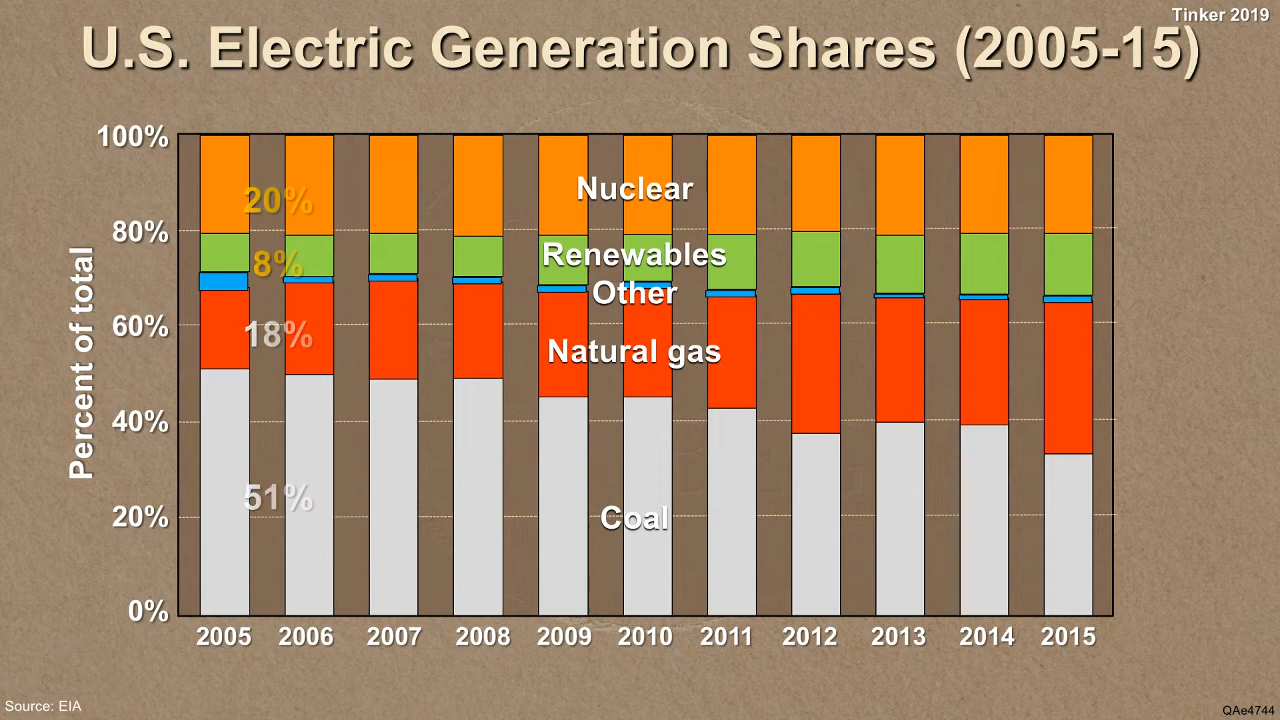 Tinker 2019
U.S. Electric Generation Shares (2005-15)
Percent of total
100%
80%
60%
40%
20%
0%
20%
8%
18%
51%
Nuclear
Renewables
Other
Natural gas
Coal
2005 2006 2007 2008 2009 2010 2011 2012 2013 2014 2015
Source: EIA
QAe4744